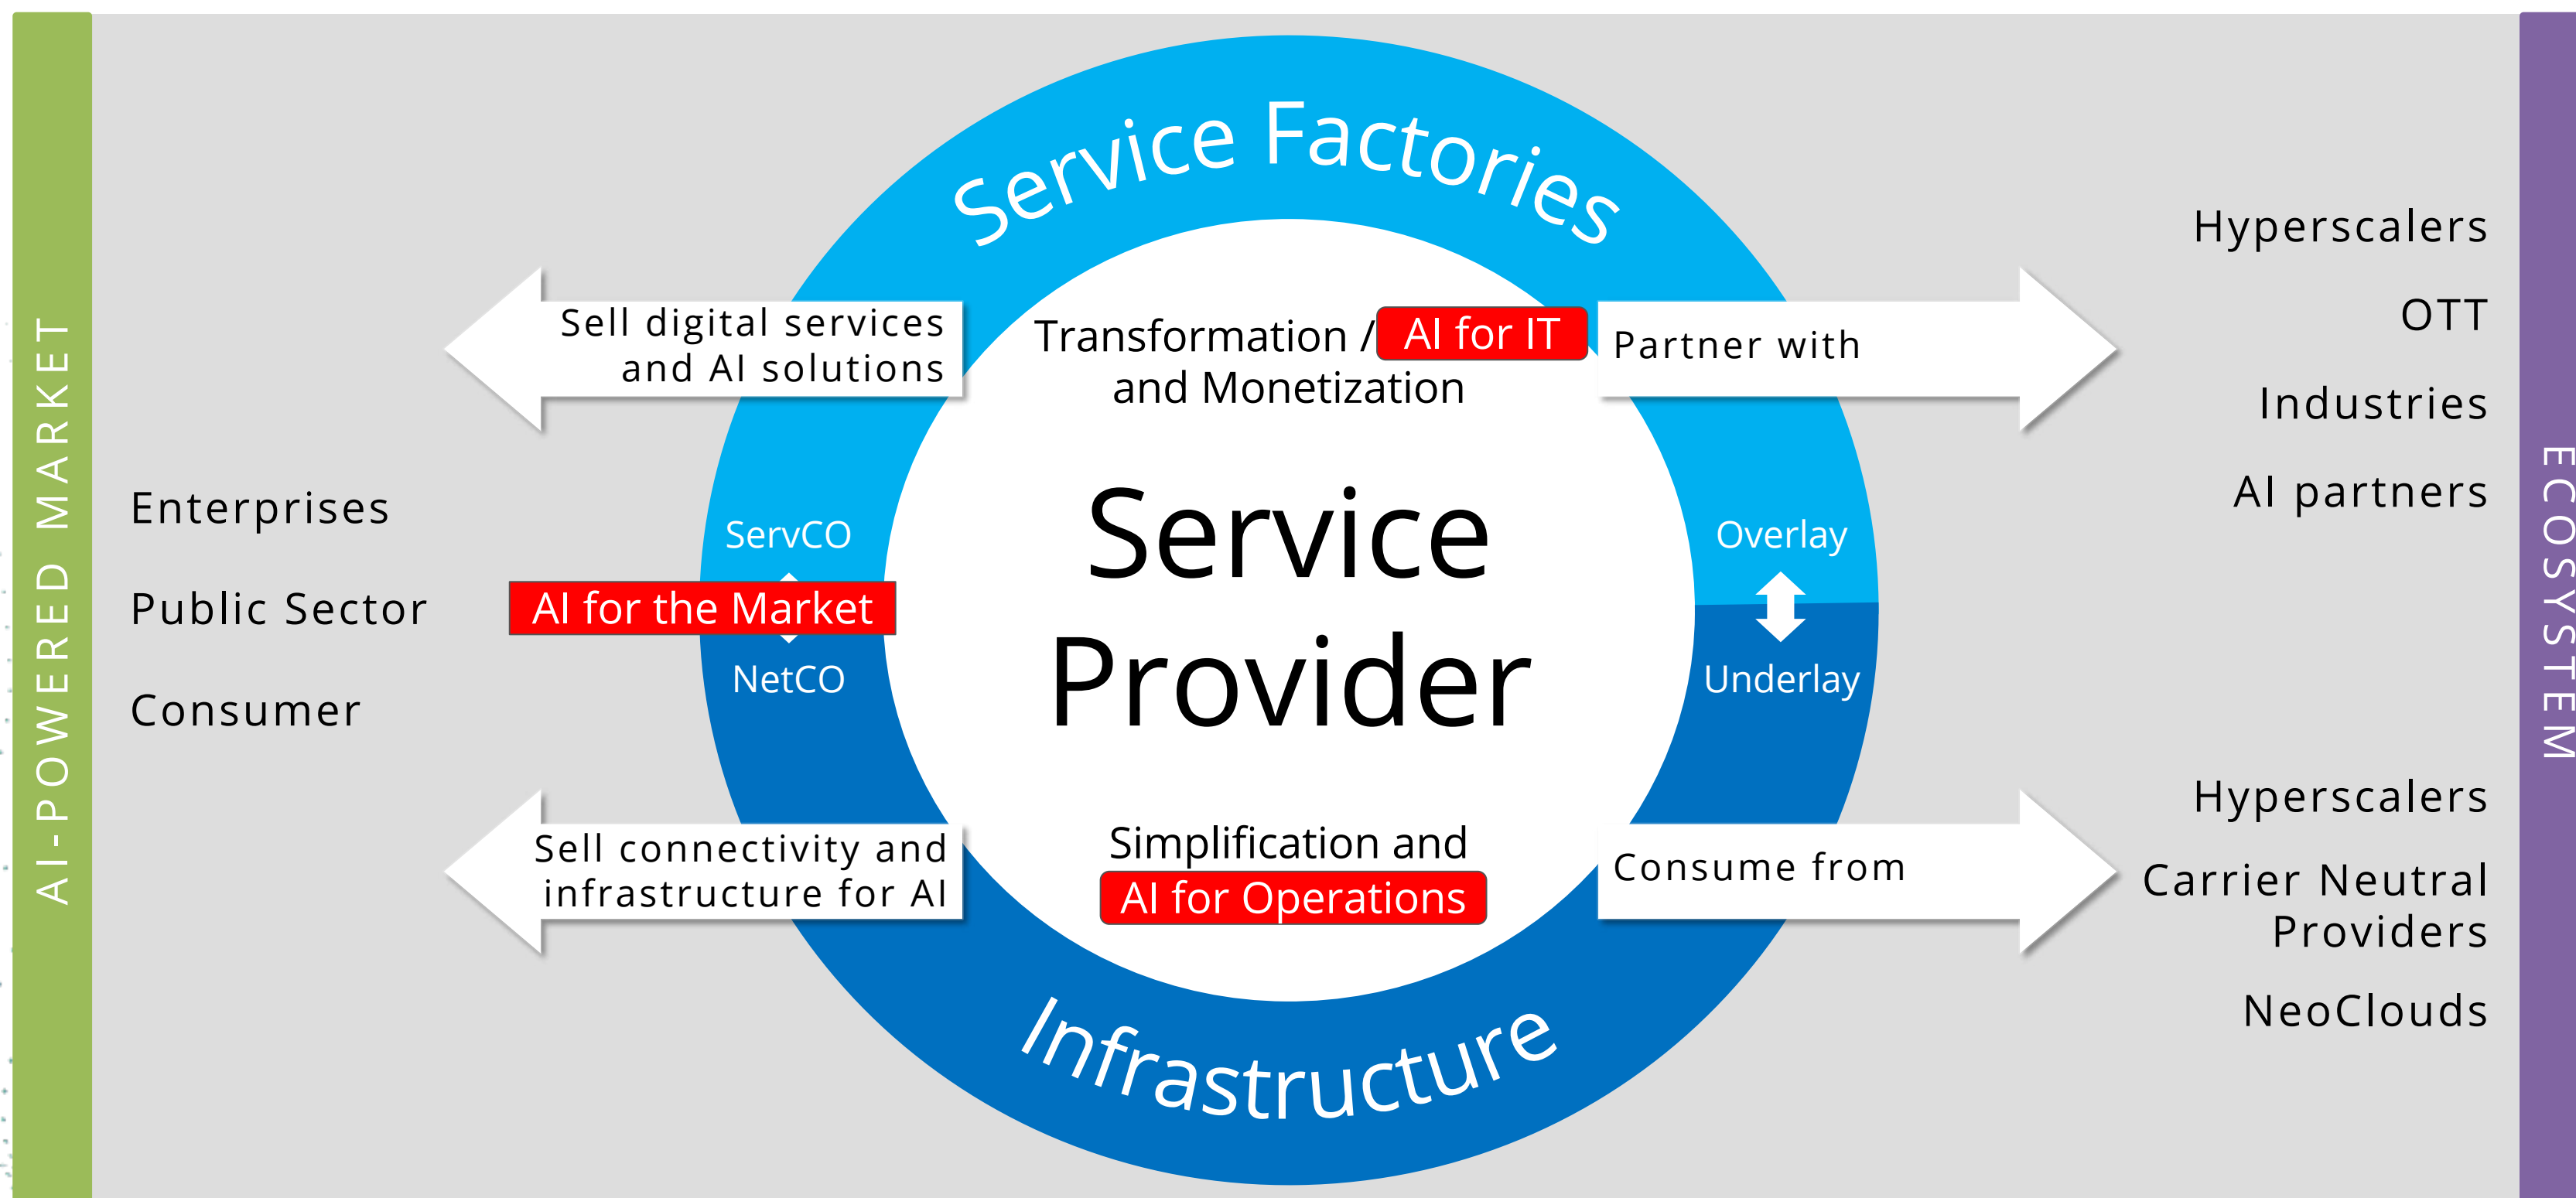 AI-POWERED MARKET
Enterprises
Public Sector
Consumer
Sell digital services
and AI solutions
Sell connectivity and
infrastructure for AI
Service Factories
Transformation / AI for IT
and Monetization
ServCO
AI for the Market
NetCO
Service
Provider
Overlay
Underlay
Simplification and
AI for Operations
Infrastructure
Partner with
Consume from
Hyperscalers
OTT
Industries
AI partners
Hyperscalers
Carrier Neutral
Providers
NeoClouds
ECOSYSTEM